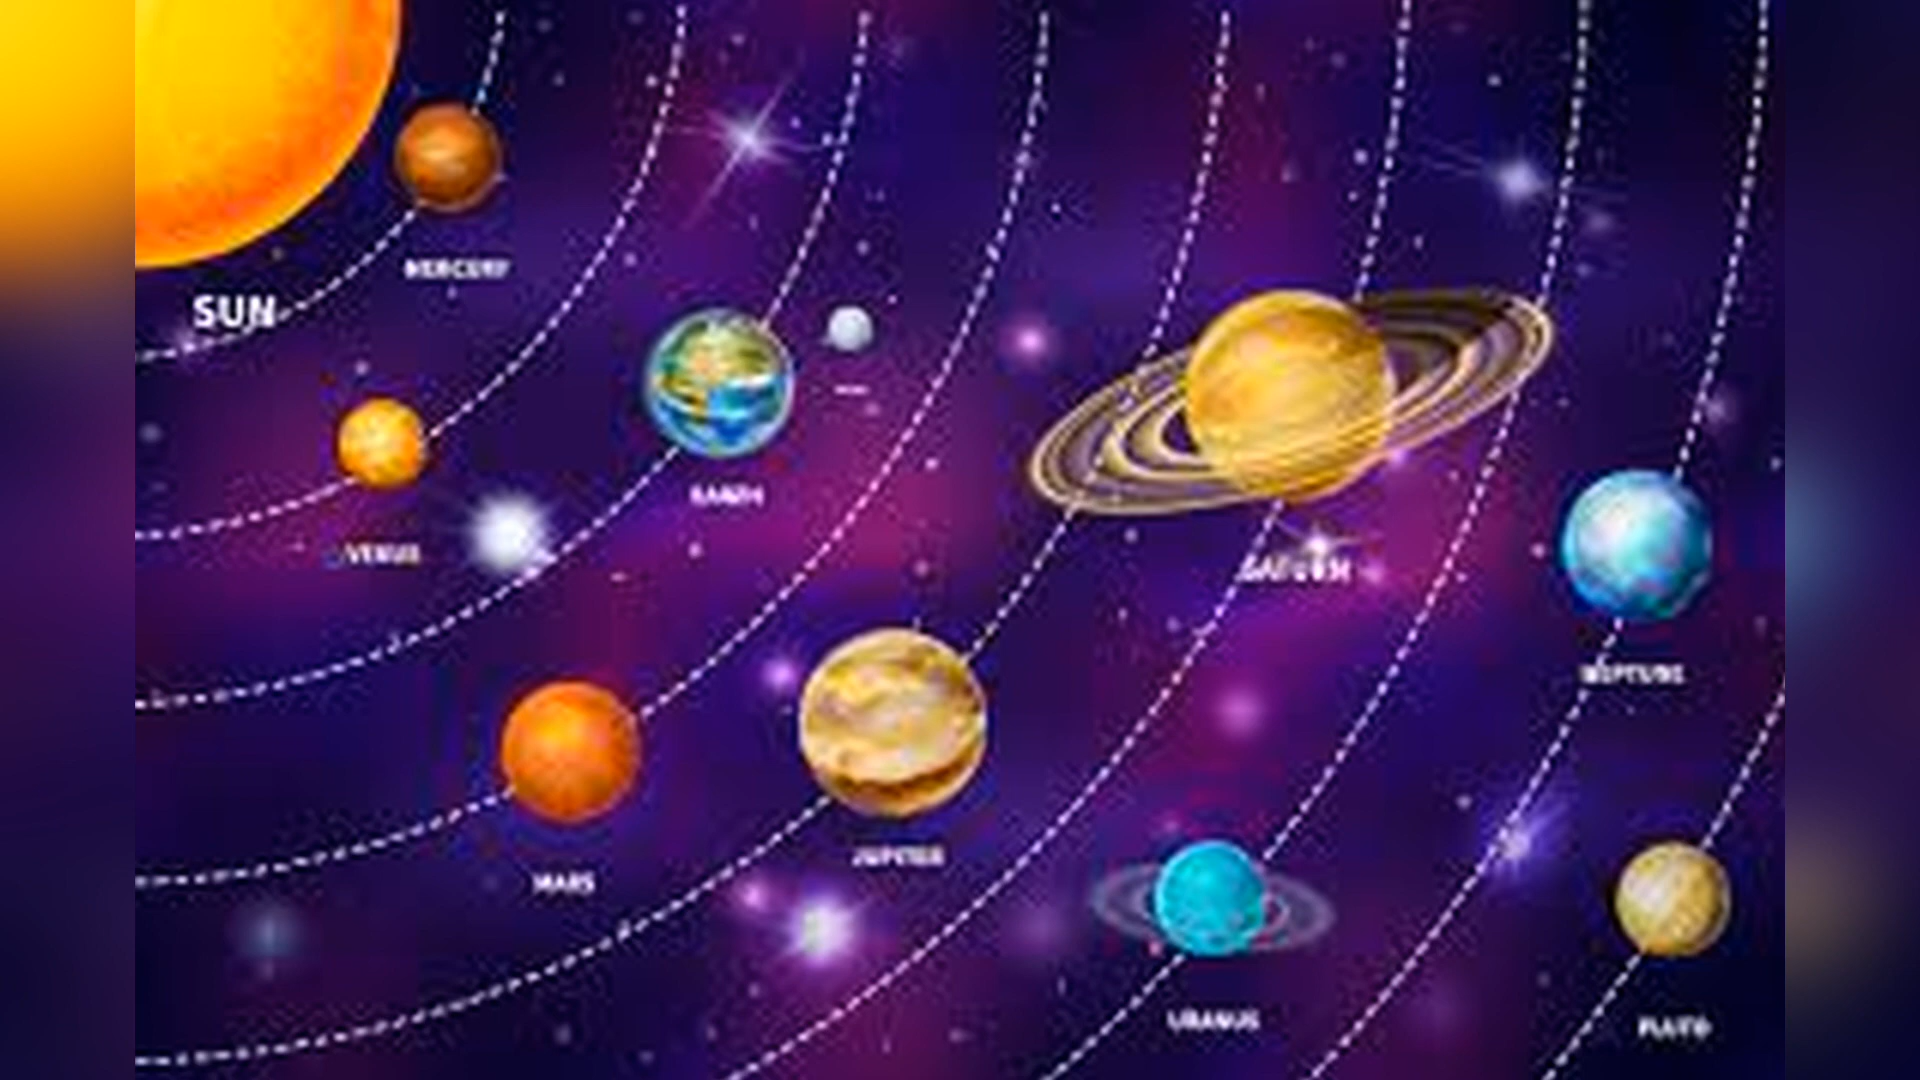 MERCURY
SUN
EARTH
VENUS
SATURN
NEPTUNE
JUPITER
MARS
URANUS
PLUTO